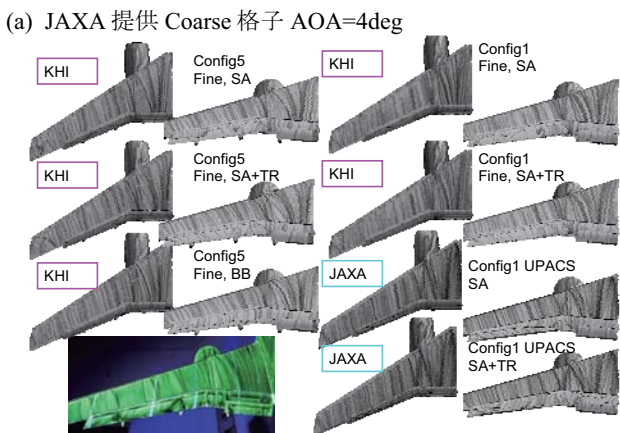 (a) JAXA 提供 Coarse 格子 AOA=4deg
KHI
Config5
Fine, SA
KHI
Config1
Fine, SA
KHI
Config5
Fine, SA+TR
KHI
Config1
Fine, SA+TR
KHI
Config5
Fine, BB
JAXA
Config1 UPACS
SA
JAXA
Config1 UPACS
SA+TR